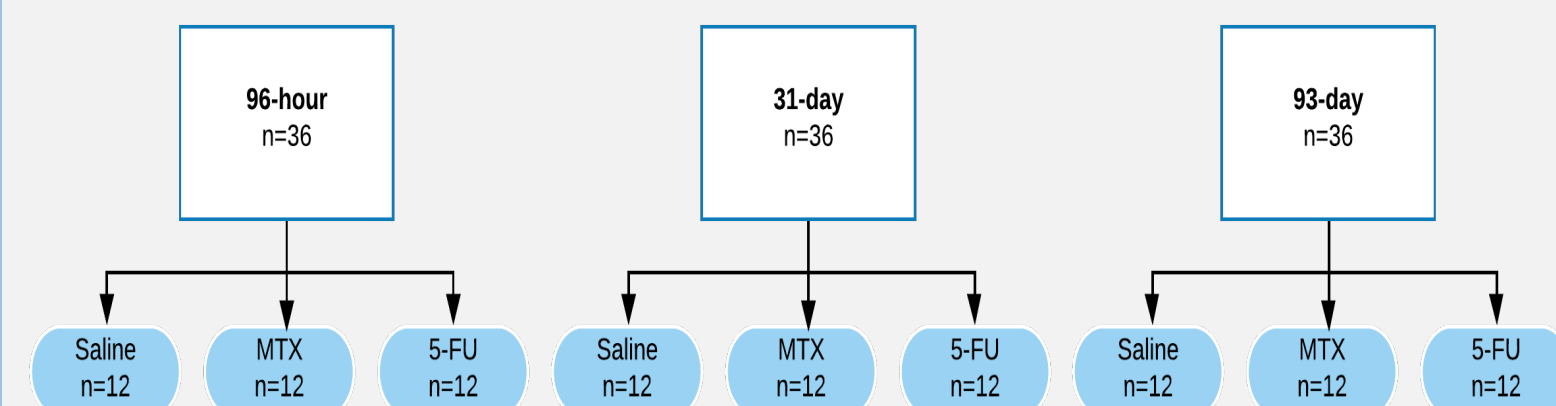 96-hour
n=36
31-day
n=36
93-day
n=36
Saline
n=12
MTX
n=12
5-FU
n=12
Saline
n=12
MTX
n=12
5-FU
n=12
Saline
n=12
MTX
n=12
5-FU
n=12